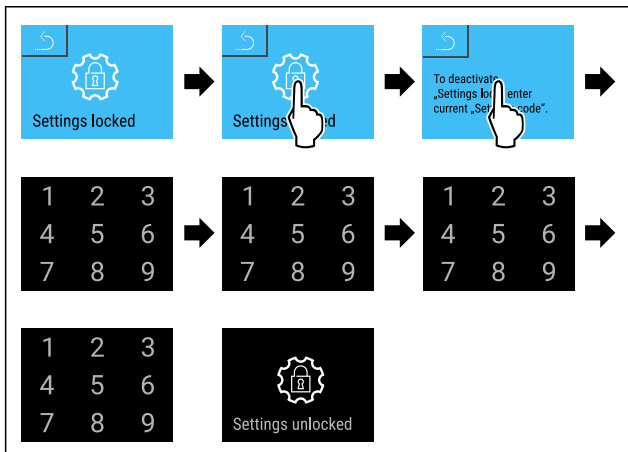 Settings locked
Settings
To deactivate
„Settings enter
current code“.
1 2 3
4 5 6
7 8 9
1 2 3
4 5 6
7 8 9
1 2 3
4 5 6
7 8 9
1 2 3
4 5 6
7 8 9
Settings unlocked